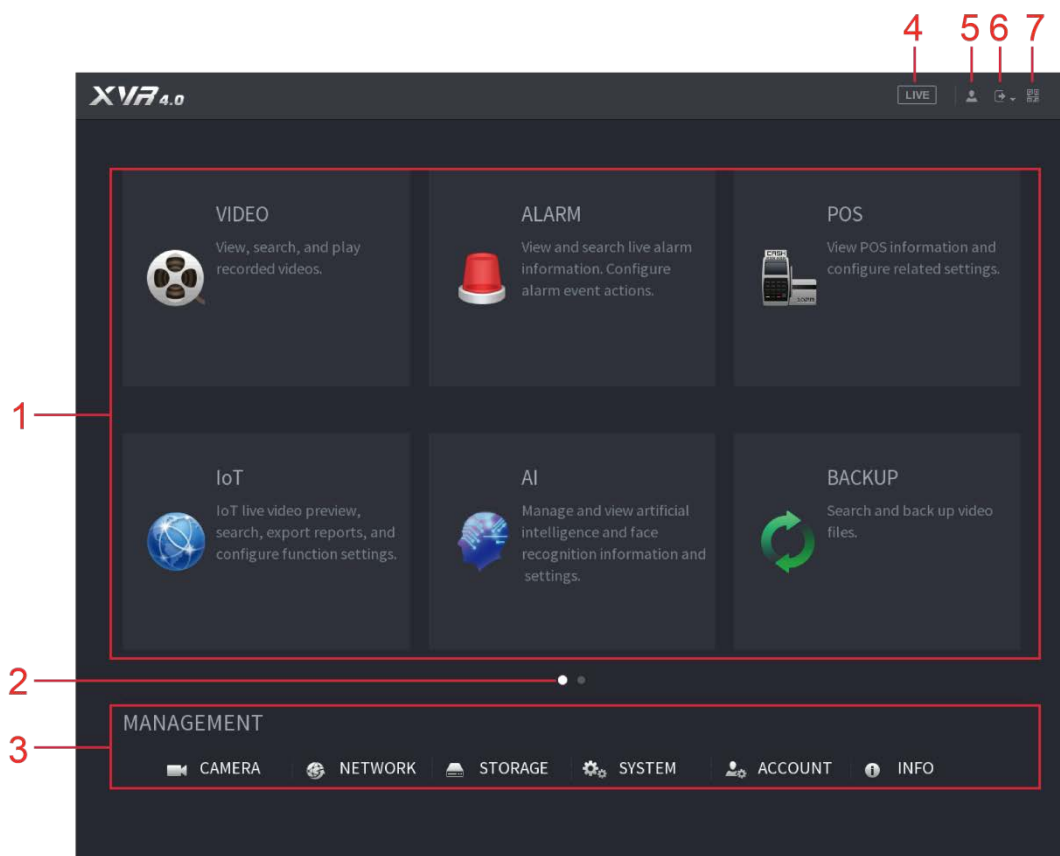 4 5 6 7
XVR 4.0
LIVE
VIDEO
View, search, and play
recorded videos.
ALARM
View and search live alarm
information. Configure
alarm event actions.
POS
View POS information and
configure related settings.
CASH
1
IoT
IoT live video preview,
search, export reports, and
configure function settings.
AI
Manage and view artificial
intelligence and face
recognition information and
settings.
BACKUP
Search and back up video
files.
2
3
MANAGEMENT
CAMERA NETWORK STORAGE SYSTEM ACCOUNT INFO